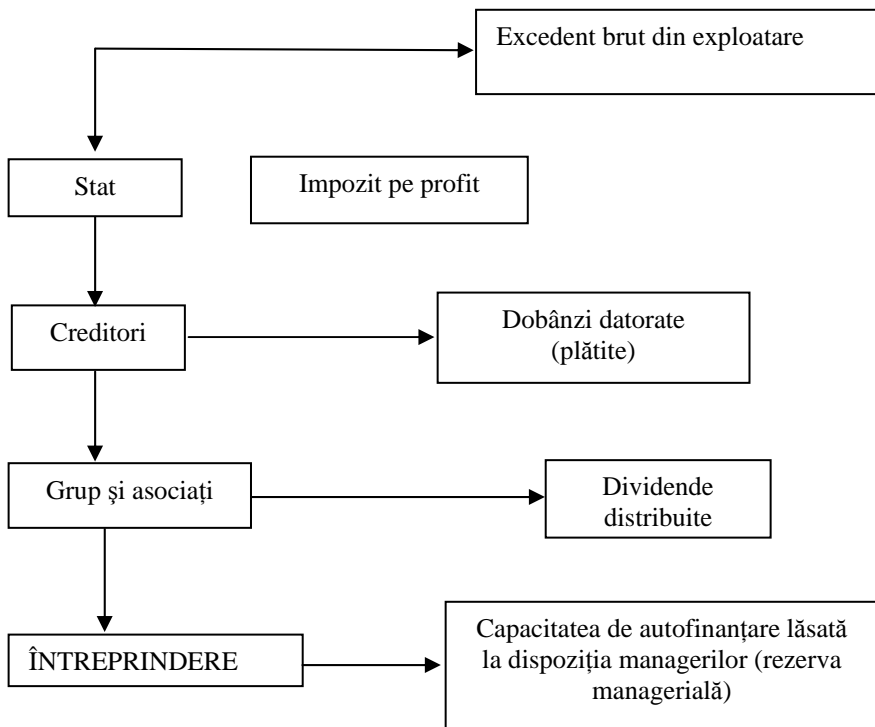 Excedent brut din exploatare
Stat
Impozit pe profit
Creditori
Dobânzi datorate
(plătite)
Grup şi asociați
Dividende
distribuite
ÎNTREPRINDERE
Capacitatea de autofinanțare lăsată
la dispoziția managerilor (rezerva
managerială)